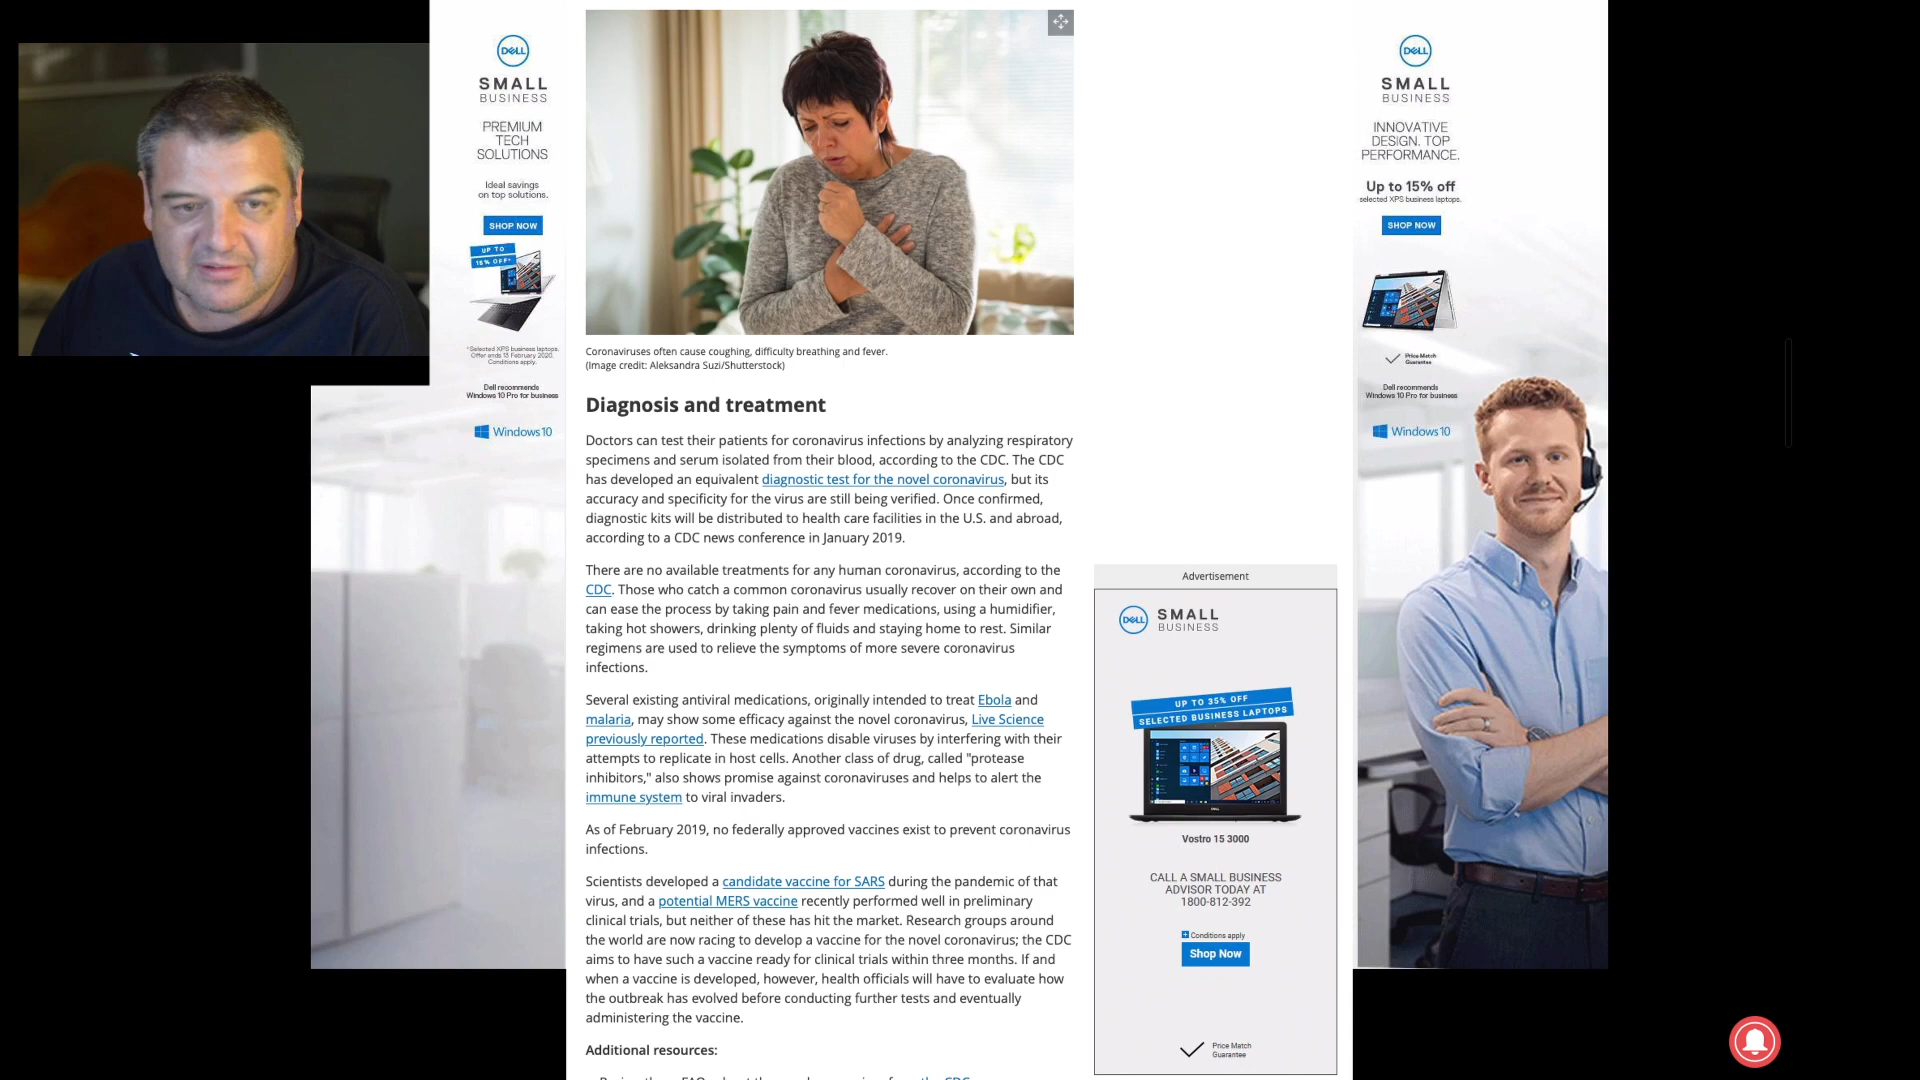 DELL
SMALL
BUSINESS
PREMIUM
TECH
SOLUTIONS
Ideal savings
on top solutions.
SHOP NOW
UP TO
15% OFF*
*Selected XPS business laptops.
Offer ends 13 February 2020.
Conditions apply.
Dell recommends
Windows 10 Pro for business
Windows 10
Coronaviruses often cause coughing, difficulty breathing and fever.
(Image credit: Aleksandra Suzi/Shutterstock)
Diagnosis and treatment
Doctors can test their patients for coronavirus infections by analyzing respiratory
specimens and serum isolated from their blood, according to the CDC. The CDC
has developed an equivalent diagnostic test for the novel coronavirus, but its
accuracy and specificity for the virus are still being verified. Once confirmed,
diagnostic kits will be distributed to health care facilities in the U.S. and abroad,
according to a CDC news conference in January 2019.
There are no available treatments for any human coronavirus, according to the
CDC. Those who catch a common coronavirus usually recover on their own and
can ease the process by taking pain and fever medications, using a humidifier,
taking hot showers, drinking plenty of fluids and staying home to rest. Similar
regimens are used to relieve the symptoms of more severe coronavirus
infections.
Several existing antiviral medications, originally intended to treat Ebola and
malaria, may show some efficacy against the novel coronavirus, Live Science
previously reported. These medications disable viruses by interfering with their
attempts to replicate in host cells. Another class of drug, called "protease
inhibitors," also shows promise against coronaviruses and helps to alert the
immune system to viral invaders.
As of February 2019, no federally approved vaccines exist to prevent coronavirus
infections.
Scientists developed a candidate vaccine for SARS during the pandemic of that
virus, and a potential MERS vaccine recently performed well in preliminary
clinical trials, but neither of these has hit the market. Research groups around
the world are now racing to develop a vaccine for the novel coronavirus; the CDC
aims to have such a vaccine ready for clinical trials within three months. If and
when a vaccine is developed, however, health officials will have to evaluate how
the outbreak has evolved before conducting further tests and eventually
administering the vaccine.
Additional resources:
Advertisement
DELL
SMALL
BUSINESS
UP TO 35% OFF
SELECTED BUSINESS LAPTOPS
Vostro 15 3000
CALL A SMALL BUSINESS
ADVISOR TODAY AT
1800-812-392
Conditions apply
Shop Now
Price Match
Guarantee
DELL
SMALL
BUSINESS
INNOVATIVE
DESIGN. TOP
PERFORMANCE.
Up to 15% off
selected XPS business laptops.
SHOP NOW
Price Match
Guarantee
Dell recommends
Windows 10 Pro for business
Windows 10